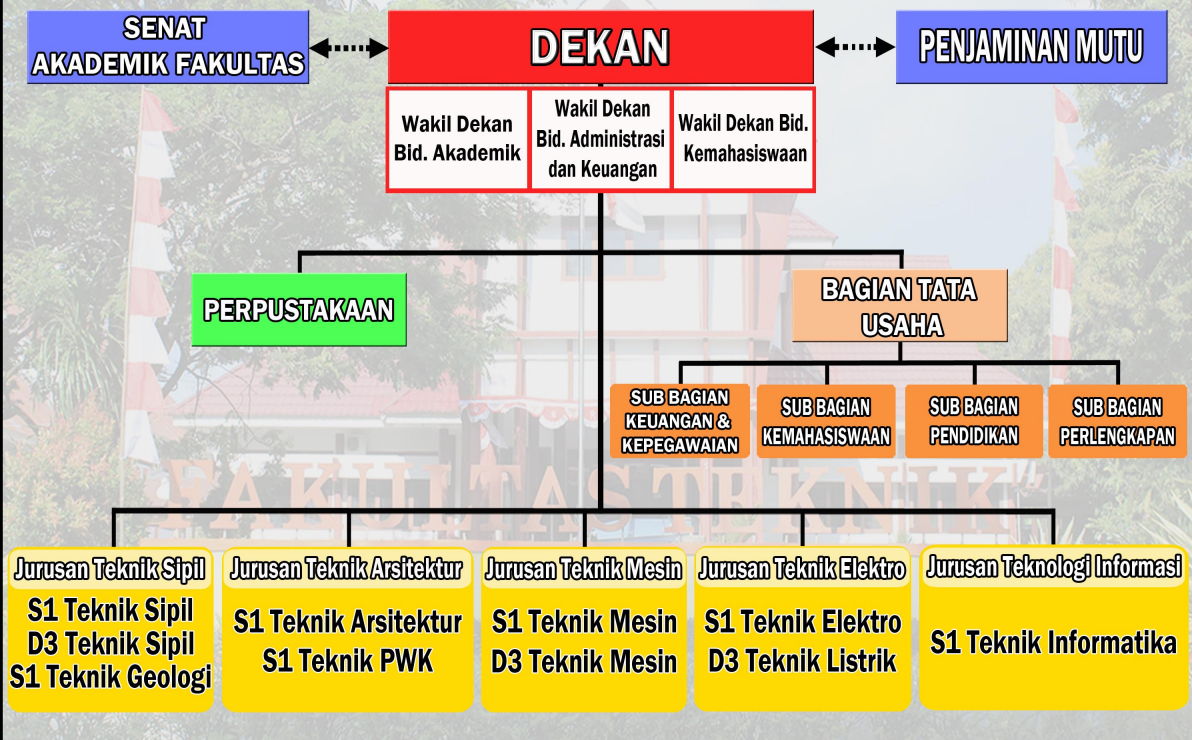 SENAT
AKADEMIK FAKULTAS
DEKAN
PENJAMINAN MUTU
Wakil Dekan
Bid. Akademik
Wakil Dekan
Bid. Administrasi
dan Keuangan
Wakil Dekan Bid.
Kemahasiswaan
PERPUSTAKAAN
BAGIAN TATA
USAHA
SUB BAGIAN
KEUANGAN &
KEPEGAWAIAN
SUB BAGIAN
KEMAHASISWAAN
SUB BAGIAN
PENDIDIKAN
SUB BAGIAN
PERLENGKAPAN
"FAKULTAS TEKNIK"
Jurusan Teknik Sipil
S1 Teknik Sipil
D3 Teknik Sipil
S1 Teknik Geologi
Jurusan Teknik Arsitektur
S1 Teknik Arsitektur
S1 Teknik PWK
Jurusan Teknik Mesin
S1 Teknik Mesin
D3 Teknik Mesin
Jurusan Teknik Elektro
S1 Teknik Elektro
D3 Teknik Listrik
Jurusan Teknologi Informasi
S1 Teknik Informatika